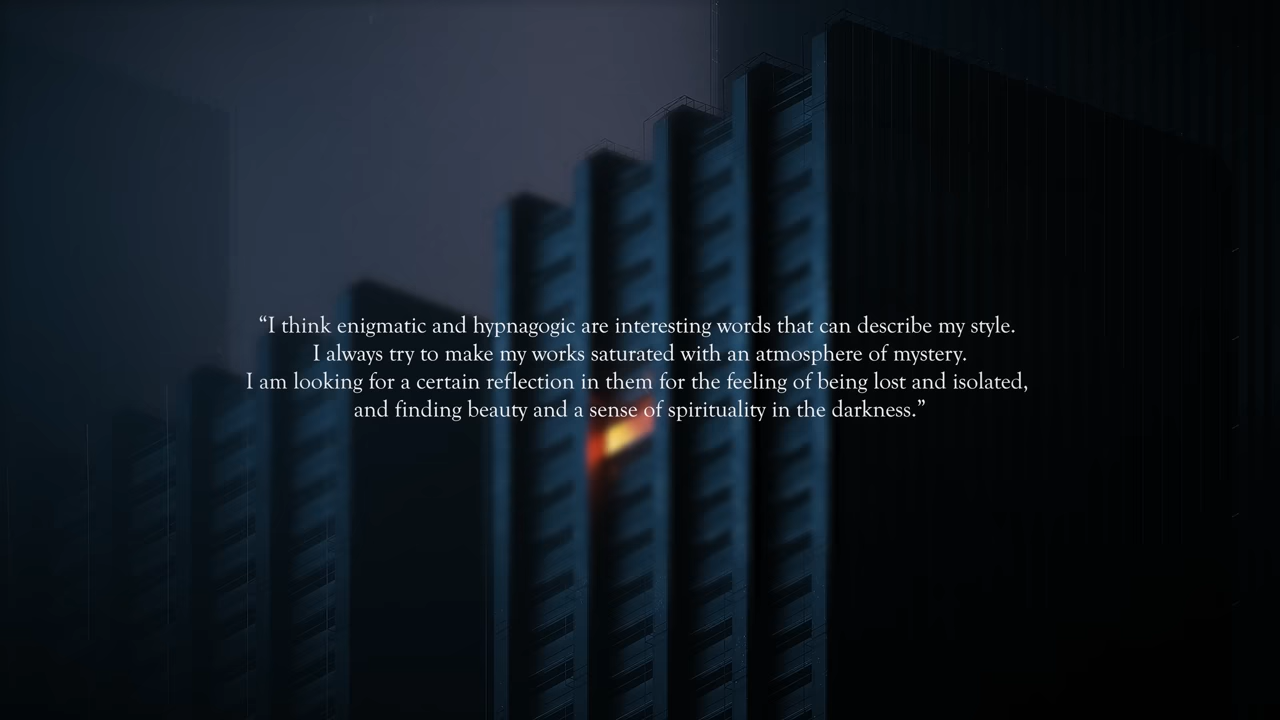 “I think enigmatic and hypnagogic are interesting words that can describe my style.
I always try to make my works saturated with an atmosphere of mystery.
I am looking for a certain reflection in them for the feeling of being lost and isolated,
and finding beauty and a sense of spirituality in the darkness.”